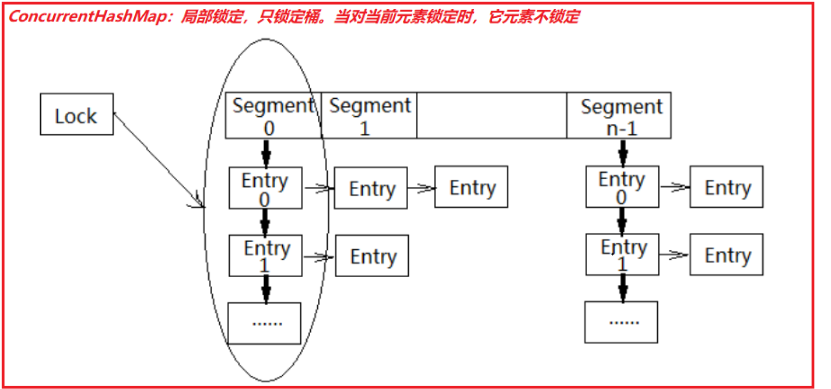 ConcurrentHashMap：局部锁定，只锁定桶。当对当前元素锁定时，它元素不锁定
Lock
Segment
0
Segment
1
Segment
n-1
Entry
0
Entry
Entry
Entry
0
Entry
Entry
1
Entry
Entry
1
Entry
......
......